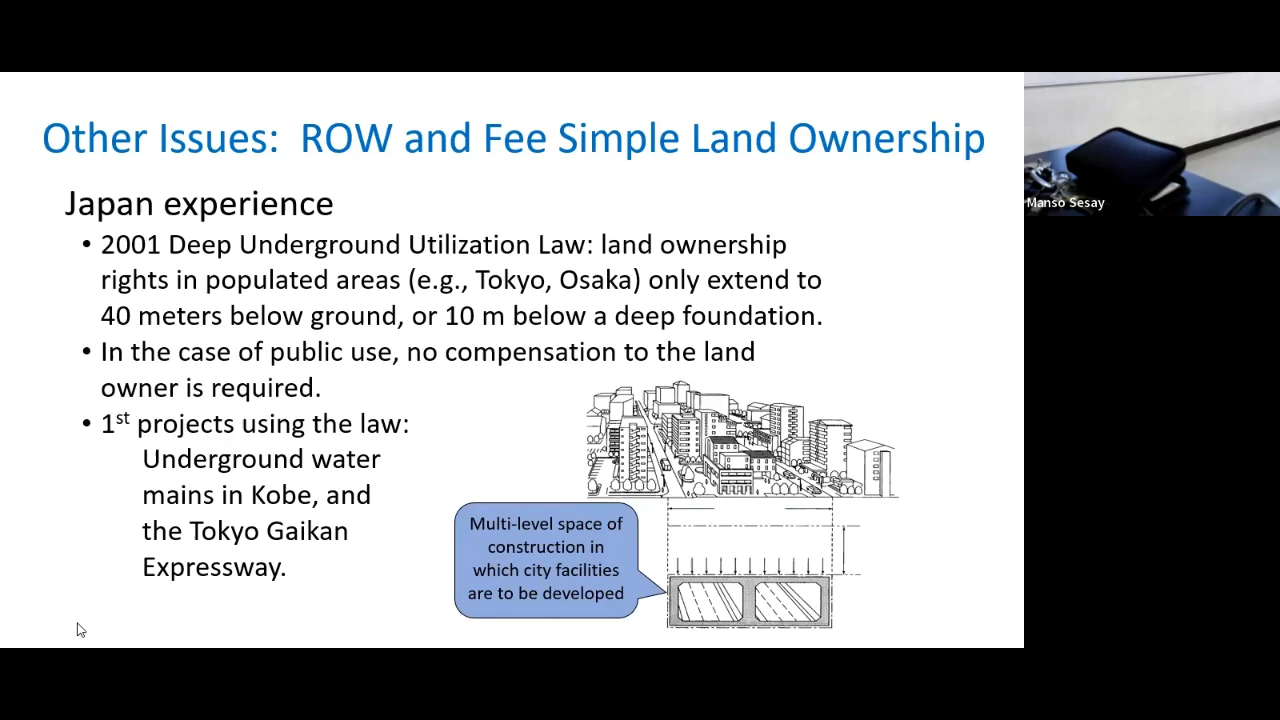 Other Issues:  ROW and Fee Simple Land Ownership
Japan experience
• 2001 Deep Underground Utilization Law: land ownership
rights in populated areas (e.g., Tokyo, Osaka) only extend to
40 meters below ground, or 10 m below a deep foundation.
• In the case of public use, no compensation to the land
owner is required.
• 1st projects using the law:
Underground water
mains in Kobe, and
the Tokyo Gaikan
Expressway.
Multi-level space of
construction in
which city facilities
are to be developed
Manso Sesay